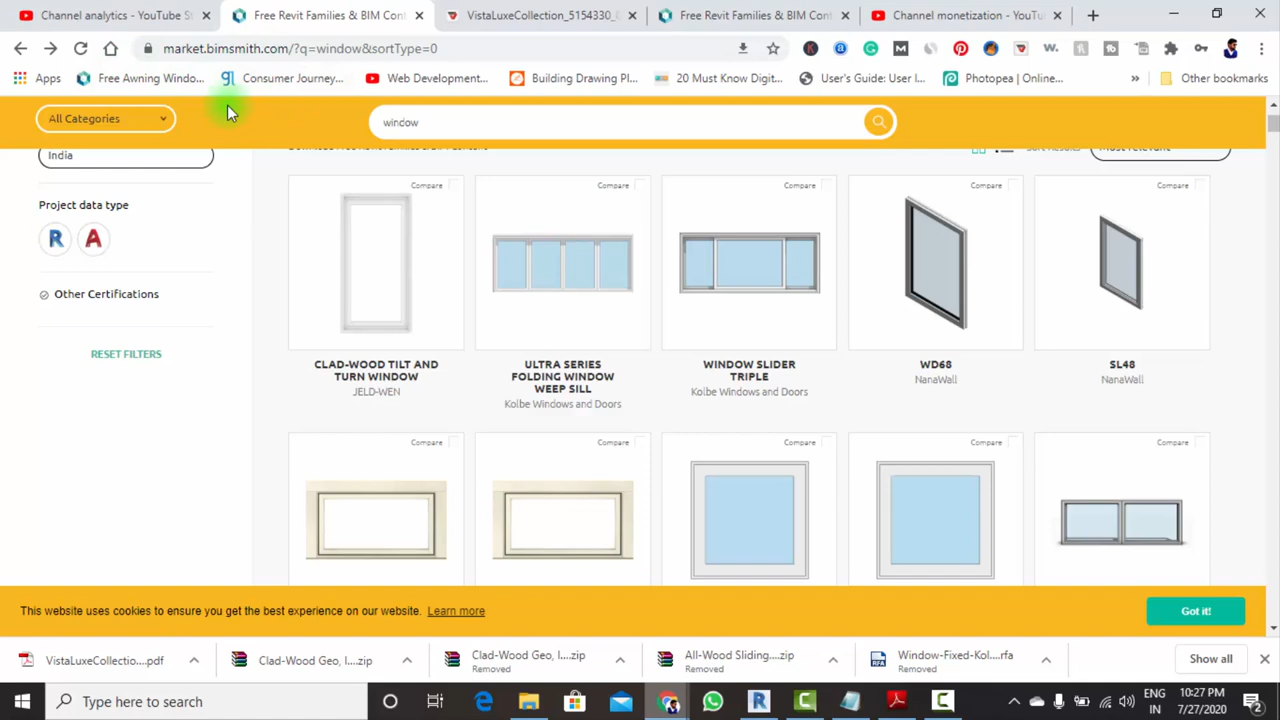 Channel analytics - YouTube St
Free Revit Families & BIM Cont
VistaLuxeCollection_5154330_0
Free Revit Families & BIM Cont
Channel monetization - YouTu
market.bimsmith.com/?q=window&sortType=0
Apps
Free Awning Windo...
Consumer Journey,...
Web Development...
Building Drawing Pl...
20 Must Know Digit...
User's Guide: User I...
Photopea | Online...
Other bookmarks
All Categories
window
India
Project data type
R A
Other Certifications
RESET FILTERS
Compare
Compare
Compare
Compare
Compare
CLAD-WOOD TILT AND
TURN WINDOW
JELD-WEN
ULTRA SERIES
FOLDING WINDOW
WEEP SILL
Kolbe Windows and Doors
WINDOW SLIDER
TRIPLE
Kolbe Windows and Doors
WD68
NanaWall
SL48
NanaWall
Compare
Compare
Compare
Compare
Compare
This website uses cookies to ensure you get the best experience on our website. Learn more
Got it!
VistaLuxeCollectio....pdf
Clad-Wood Geo, I....zip
Clad-Wood Geo, I....zip
Removed
All-Wood Sliding....zip
Removed
Window-Fixed-Kol....rfa
Removed
Show all
Type here to search
ENG
IN
10:27 PM
7/27/2020
2